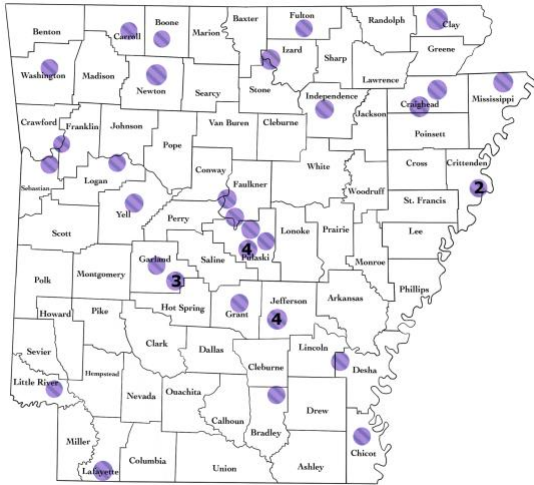 Benton
Carroll
Boone
Marion
Baxter
Fulton
Randolph
Clay
Greene
Izard
Sharp
Lawrence
Washington
Madison
Newton
Searcy
Stone
Independence
Jackson
Craighead
Mississippi
Poinsett
Crawford
Franklin
Johnson
Pope
Van Buren
Cleburne
White
Cross
Crittenden
2
Sebastian
Logan
Conway
Faulkner
Woodruff
St. Francis
Yell
Perry
Scott
Lonoke
Prairie
Lee
Garland
Saline
4
Pulaski
Monroe
Polk
Montgomery
3
Phillips
Hot Spring
Grant
Jefferson
4
Arkansas
Howard
Pike
Clark
Dallas
Lincoln
Sevier
Cleburne
Desha
Little River
Hempstead
Nevada
Ouachita
Calhoun
Drew
Bradley
Miller
Chicot
Lafayette
Columbia
Union
Ashley